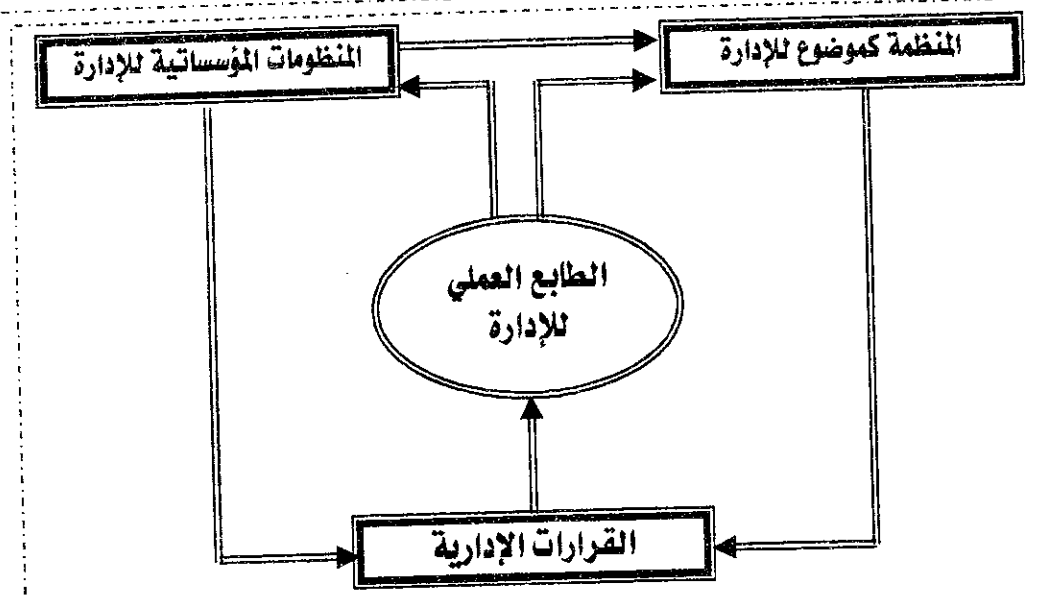 المنظمة كموضوع للإدارة
المنظومات المؤسساتية للإدارة
الطابع العملي
للإدارة
القرارات الإدارية